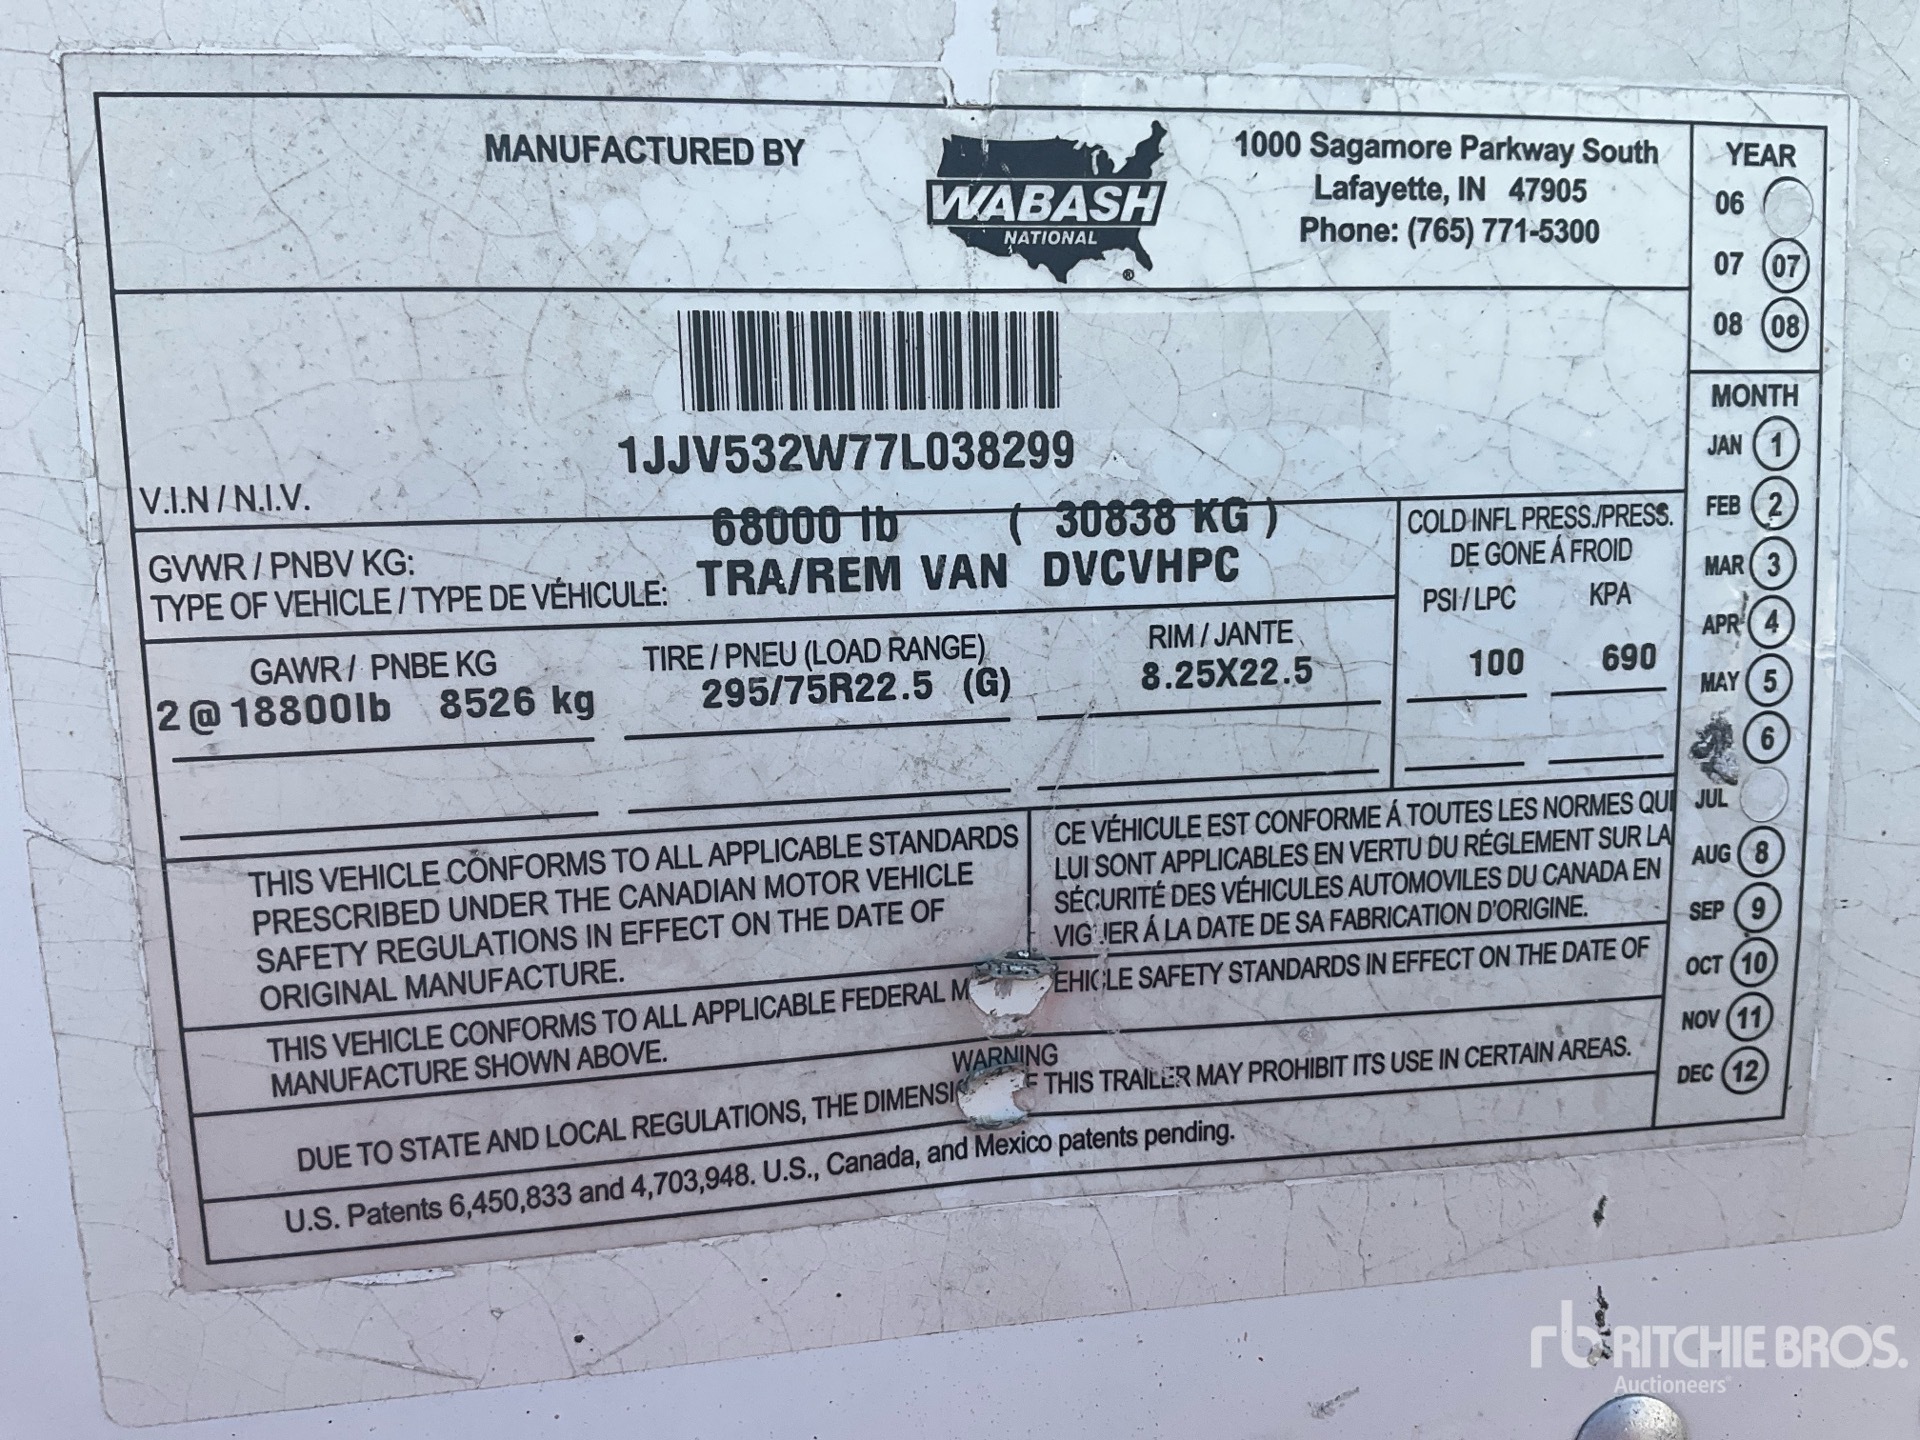 MANUFACTURED BY
WABASH
NATIONAL
®
1000 Sagamore Parkway South
Lafayette, IN 47905
Phone: (765) 771-5300
1JJV532W77L038299
V.I.N / N.I.V.
GVWR / PNBV KG: 68000 lb ( 30838 KG )
TYPE OF VEHICLE / TYPE DE VÉHICULE: TRA/REM VAN DVCVHPC
GAWR / PNBE KG
2 @ 18800lb 8526 kg
TIRE / PNEU (LOAD RANGE)
295/75R22.5 (G)
RIM / JANTE
8.25X22.5
COLD INFL PRESS./PRESS.
DE GONE Á FROID
PSI / LPC KPA
100 690
THIS VEHICLE CONFORMS TO ALL APPLICABLE STANDARDS
PRESCRIBED UNDER THE CANADIAN MOTOR VEHICLE
SAFETY REGULATIONS IN EFFECT ON THE DATE OF
ORIGINAL MANUFACTURE.
CE VÉHICULE EST CONFORME Á TOUTES LES NORMES QUI
LUI SONT APPLICABLES EN VERTU DU RÉGLEMENT SUR LA
SÉCURITÉ DES VÉHICULES AUTOMOVILES DU CANADA EN
Á LA DATE DE SA FABRICATION D'ORIGINE.
THIS VEHICLE CONFORMS TO ALL APPLICABLE FEDERAL SAFETY STANDARDS IN EFFECT ON THE DATE OF
MANUFACTURE SHOWN ABOVE.
WARNING
DUE TO STATE AND LOCAL REGULATIONS, THE THIS TRAILER MAY PROHIBIT ITS USE IN CERTAIN AREAS.
U.S. Patents 6,450,833 and 4,703,948. U.S., Canada, and Mexico patents pending.
YEAR
06
07 07
08 08
MONTH
JAN 1
FEB 2
MAR 3
APR 4
MAY 5
6
JUL
AUG 8
SEP 9
OCT 10
NOV 11
DEC 12
rb RITCHIE BROS.
Auctioneers